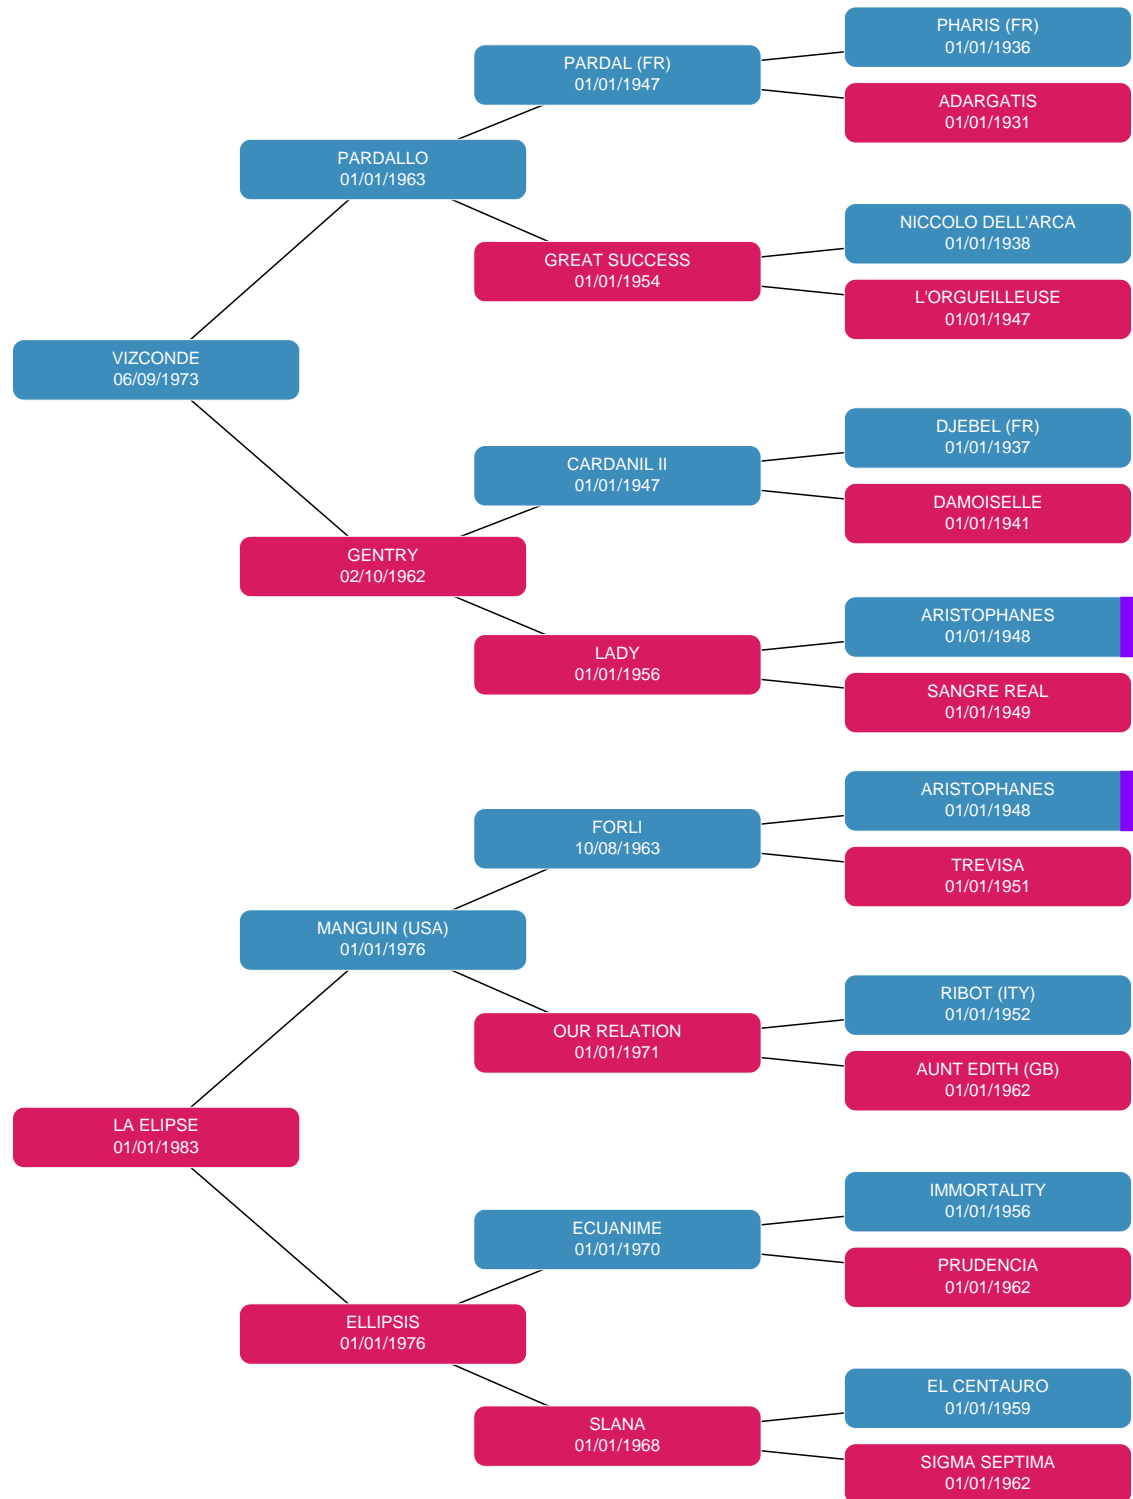 PHARIS (FR)
01/01/1936
PARDAL (FR)
01/01/1947
ADARGATIS
01/01/1931
PARDALLO
01/01/1963
NICCOLO DELL'ARCA
01/01/1938
GREAT SUCCESS
01/01/1954
L'ORGUEILLEUSE
01/01/1947
VIZCONDE
06/09/1973
DJEBEL (FR)
01/01/1937
CARDANIL II
01/01/1947
DAMOISELLE
01/01/1941
GENTRY
02/10/1962
ARISTOPHANES
01/01/1948
LADY
01/01/1956
SANGRE REAL
01/01/1949
ARISTOPHANES
01/01/1948
FORLI
10/08/1963
TREVISA
01/01/1951
MANGUIN (USA)
01/01/1976
RIBOT (ITY)
01/01/1952
OUR RELATION
01/01/1971
AUNT EDITH (GB)
01/01/1962
LA ELIPSE
01/01/1983
IMMORTALITY
01/01/1956
ECUANIME
01/01/1970
PRUDENCIA
01/01/1962
ELLIPSIS
01/01/1976
EL CENTAURO
01/01/1959
SLANA
01/01/1968
SIGMA SEPTIMA
01/01/1962